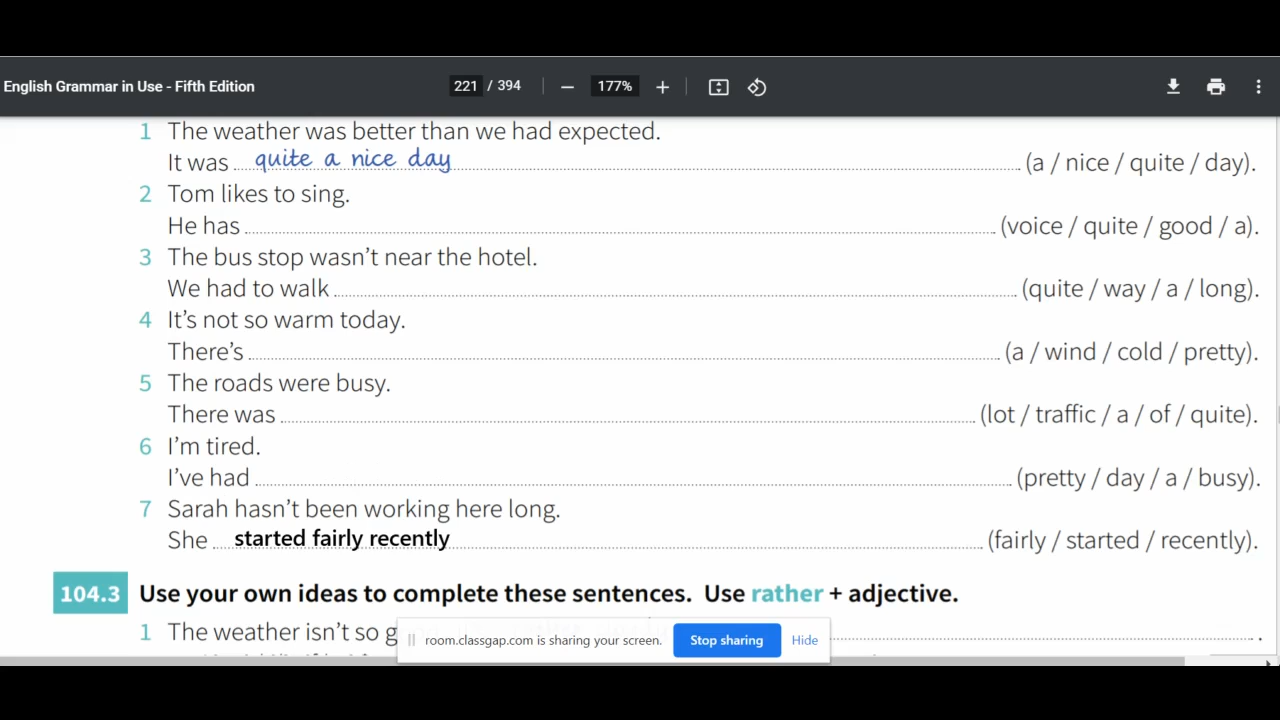 English Grammar in Use - Fifth Edition 221 / 394 177%
1 The weather was better than we had expected.
It was quite a nice day (a / nice / quite / day).
2 Tom likes to sing.
He has (voice / quite / good / a).
3 The bus stop wasn't near the hotel.
We had to walk (quite / way / a / long).
4 It's not so warm today.
There's (a / wind / cold / pretty).
5 The roads were busy.
There was (lot / traffic / a / of / quite).
6 I'm tired.
I've had (pretty / day / a / busy).
7 Sarah hasn't been working here long.
She started fairly recently (fairly / started / recently).
104.3 Use your own ideas to complete these sentences. Use rather + adjective.
1 The weather isn't so
room.classgap.com is sharing your screen. Stop sharing Hide